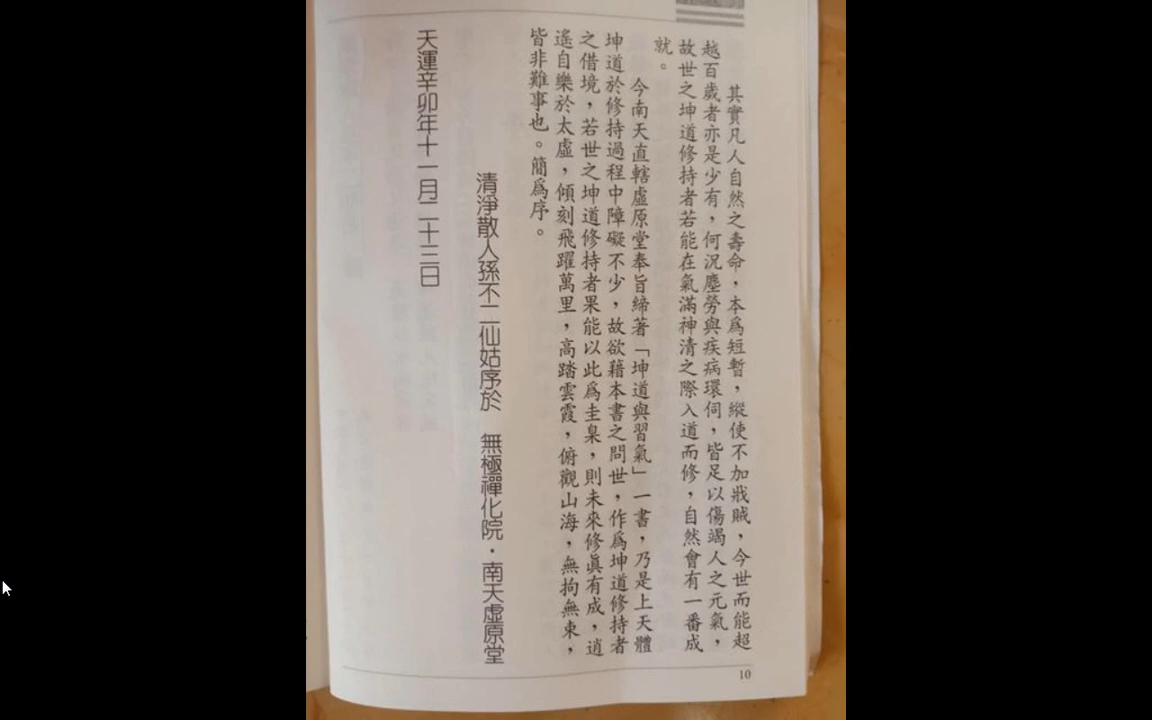 其實凡人自然之壽命，本為短暫，縱使不加戕賊，今世而能超
越百歲者亦是少有，何況塵勞與疾病環伺，皆足以傷竭人之元氣，
故世之坤道修持者若能在氣滿神清之際入道而修，自然會有一番成
就。
今南天直轄虛原堂奉旨締著「坤道與習氣」一書，乃是上天體
坤道於修持過程中障礙不少，故欲藉本書之問世，作為坤道修持者
之借境，若世之坤道修持者果能以此為圭臬，則未來修真有成，逍
遙自樂於太虛，傾刻飛躍萬里，高踏雲霞，俯觀山海，無拘無束，
皆非難事也。簡為序。
清淨散人孫不二仙姑序於　無極禪化院・南天虛原堂
天運辛卯年十一月二十三日
10